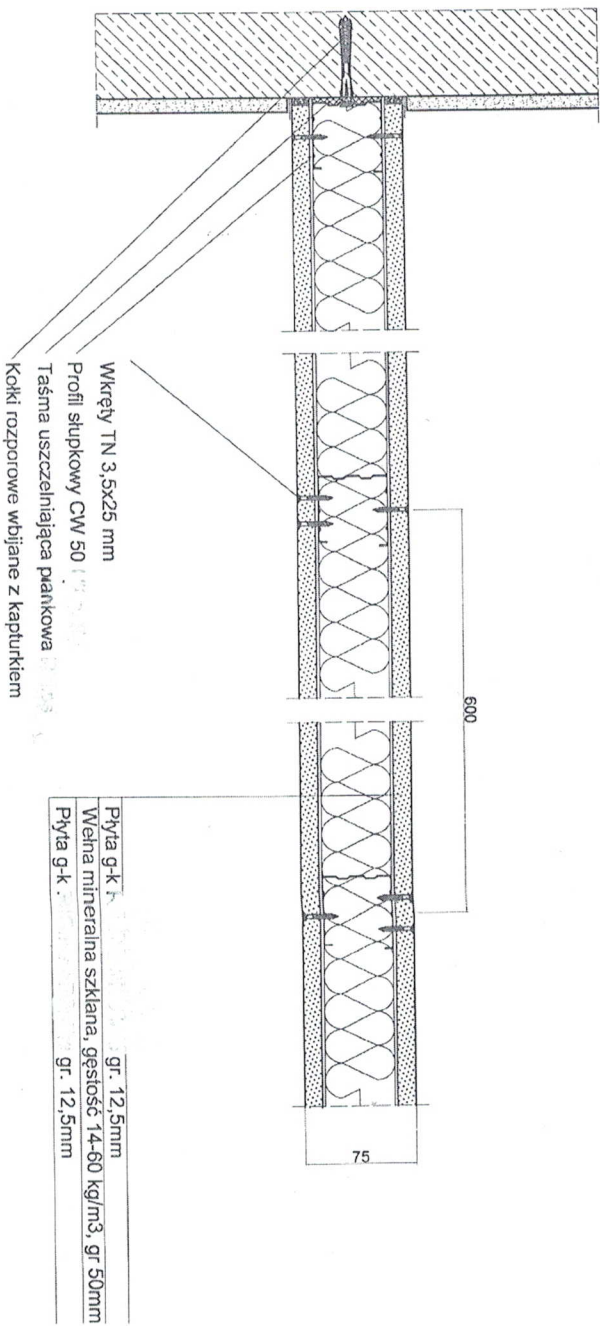 Wkręty TN 3,5x25 mm
Profil słupkowy CW 50
Taśma uszczelniająca piankowa
Kołki rozporowe wbijane z kapturkiem
600
75
Płyta g-k gr. 12,5mm
Wełna mineralna szklana, gęstość 14-60 kg/m3, gr 50mm
Płyta g-k gr. 12,5mm